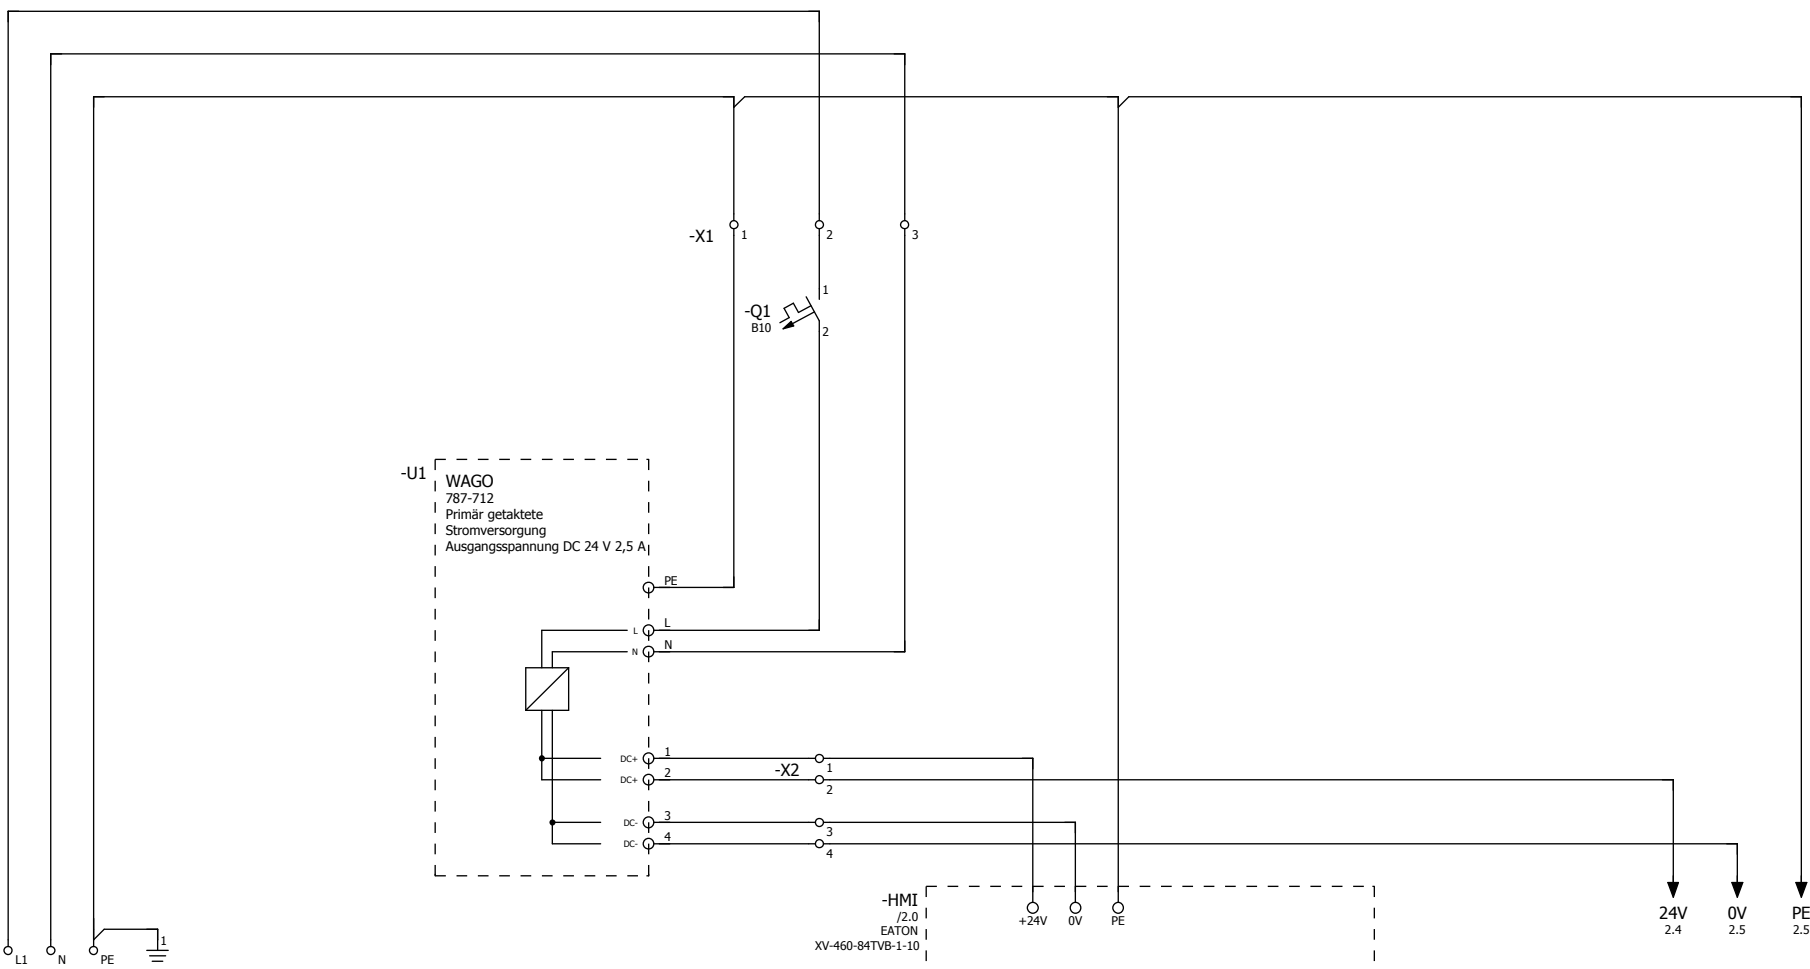 -X1
1
2
3
1
-Q1
B10
2
-U1
WAGO
787-712
Primär getaktete
Stromversorgung
Ausgangsspannung DC 24 V 2,5 A
PE
L
L
N
N
DC+
1
1
-X2
DC+
2
2
DC-
3
3
DC-
4
4
-HMI
/2.0
EATON
XV-460-84TVB-1-10
+24V
0V
PE
24V
2.4
0V
2.5
PE
2.5
1
L1
N
PE